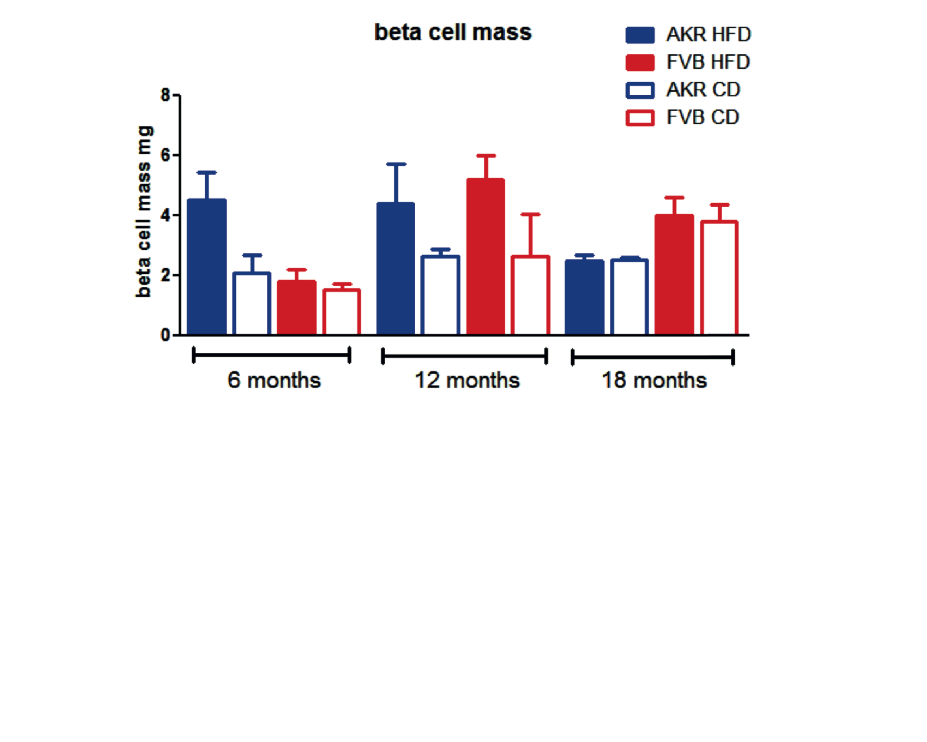 beta cell mass
AKR HFD
FVB HFD
AKR CD
FVB CD
beta cell mass mg
8
6
4
2
0
6 months
12 months
18 months